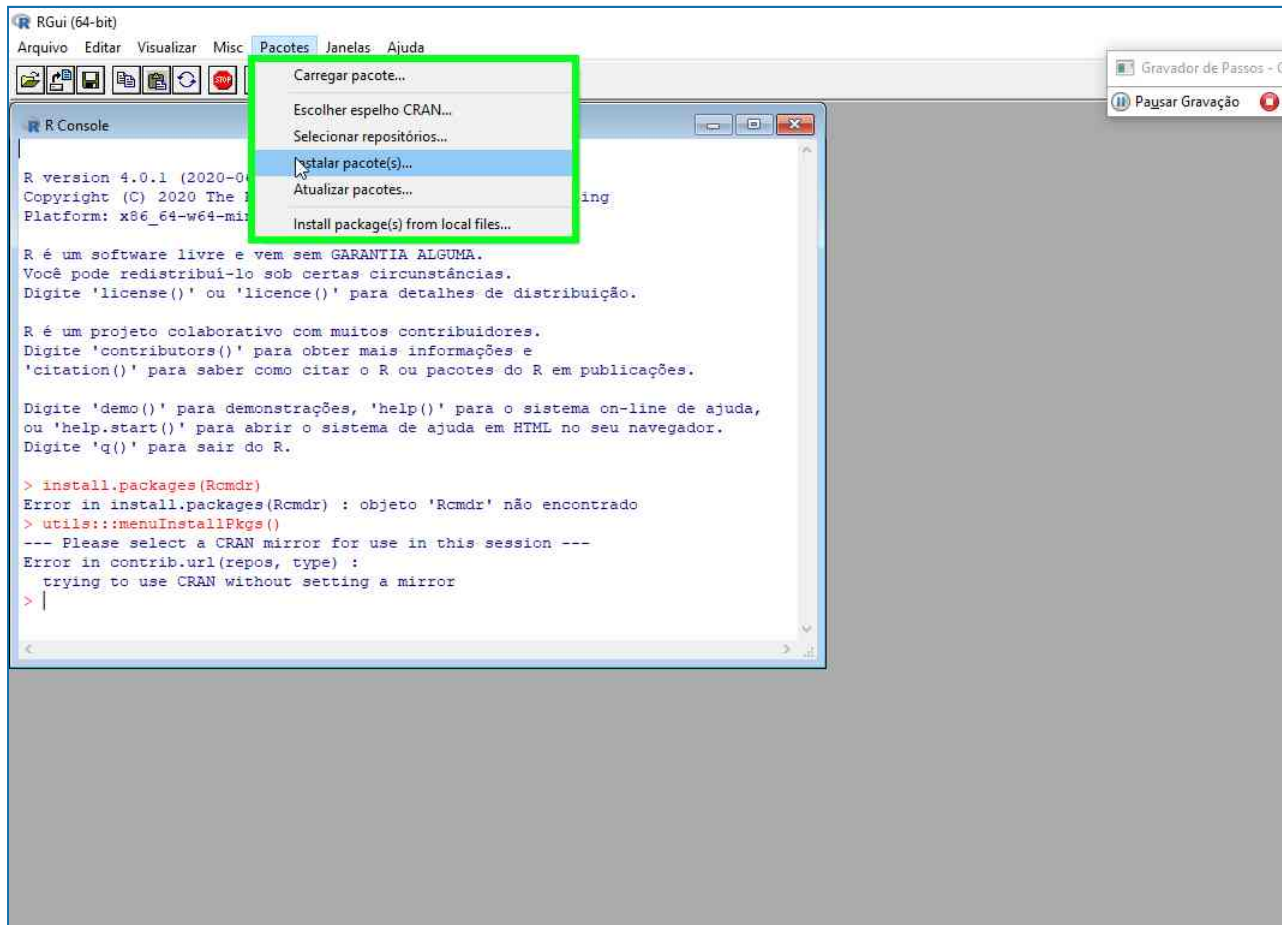 RGui (64-bit)
Arquivo Editar Visualizar Misc Pacotes Janelas Ajuda
STOP
Carregar pacote...
Escolher espelho CRAN...
Selecionar repositórios...
Instalar pacote(s)...
Atualizar pacotes...
Install package(s) from local files...
Gravador de Passos -
Pausar Gravação
R Console
R version 4.0.1 (2020-0
Copyright (C) 2020 The ing
Platform: x86_64-w64-mi
R é um software livre e vem sem GARANTIA ALGUMA.
Você pode redistribuí-lo sob certas circunstâncias.
Digite 'license()' ou 'licence()' para detalhes de distribuição.
R é um projeto colaborativo com muitos contribuidores.
Digite 'contributors()' para obter mais informações e
'citation()' para saber como citar o R ou pacotes do R em publicações.
Digite 'demo()' para demonstrações, 'help()' para o sistema on-line de ajuda,
ou 'help.start()' para abrir o sistema de ajuda em HTML no seu navegador.
Digite 'q()' para sair do R.
> install.packages(Rcmdr)
Error in install.packages(Rcmdr) : objeto 'Rcmdr' não encontrado
> utils:::menuInstallPkgs()
--- Please select a CRAN mirror for use in this session ---
Error in contrib.url(repos, type) :
trying to use CRAN without setting a mirror
>